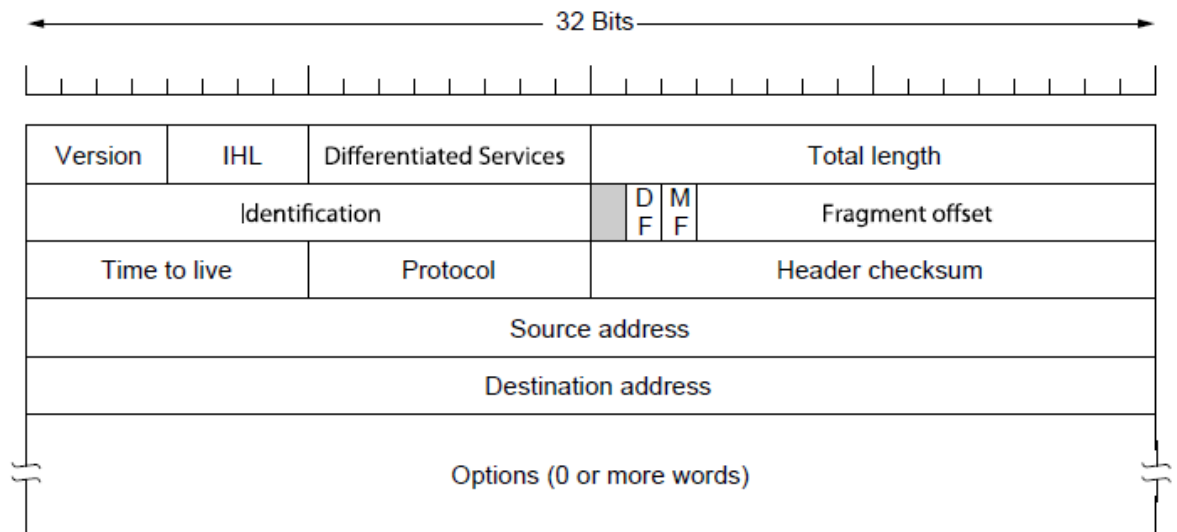 32 Bits
Version IHL Differentiated Services Total length
Identification D F M F Fragment offset
Time to live Protocol Header checksum
Source address
Destination address
Options (0 or more words)